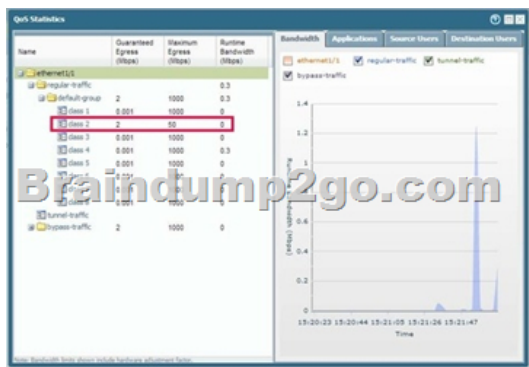 QoS Statistics
Name
Guaranteed Egress (Mbps)
Maximum Egress (Mbps)
Runtime Bandwidth (Mbps)
ethernet1/1
regular-traffic 0.3
default-group 2 1000 0.3
class 1 0.001 1000 0
class 2 2 50 0
class 3 0.001 1000 0
class 4 0.001 1000 0.3
class 5 0.001 1000 0
tunnel-traffic
bypass-traffic 2 1000 0
Note: Bandwidth limits shown include hardware adjustment factor.
Bandwidth Applications Source Users Destination Users
ethernet1/1 regular-traffic tunnel-traffic
bypass-traffic
1.4
1.2
1
0.6
0.4
0.2
0
15:20:23 15:20:44 15:21:05 15:21:26 15:21:47
Time
Braindump2go.com